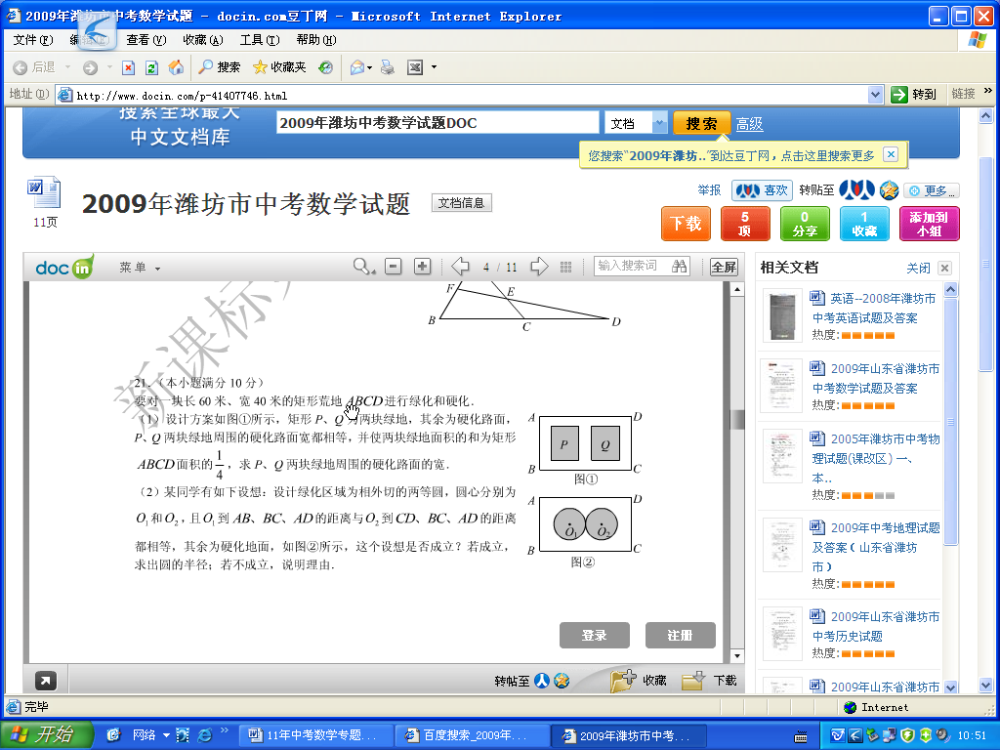 2009年潍坊市中考数学试题 - docin.com豆丁网 - Microsoft Internet Explorer
文件(F) 查看(V) 收藏(A) 工具(T) 帮助(H)
后退 搜索 收藏夹
地址(D) http://www.docin.com/p-41407746.html 转到 链接 »
搜索全球最大
中文文档库
2009年潍坊中考数学试题DOC 文档 搜索 高级
您搜索"2009年潍坊.."到达豆丁网，点击这里搜索更多
11页
2009年潍坊市中考数学试题 文档信息
举报 喜欢 转贴至 更多...
下载
5
顶
0
分享
1
收藏
添加到
小组
docin 菜单 4 / 11 输入搜索词 全屏
新课标
F E
B C D
21．（本小题满分 10 分）
要对一块长 60 米、宽 40 米的矩形荒地 ABCD 进行绿化和硬化．
（1）设计方案如图①所示，矩形 P、Q 为两块绿地，其余为硬化路面，
P、Q 两块绿地周围的硬化路面宽都相等，并使两块绿地面积的和为矩形
ABCD 面积的 1/4，求 P、Q 两块绿地周围的硬化路面的宽．
（2）某同学有如下设想：设计绿化区域为相外切的两等圆，圆心分别为
O₁ 和 O₂，且 O₁ 到 AB、BC、AD 的距离与 O₂ 到 CD、BC、AD 的距离
都相等，其余为硬化地面，如图②所示，这个设想是否成立？若成立，
求出圆的半径；若不成立，说明理由．
A D
P Q
B C
图①
A D
O₁ O₂
B C
图②
登录 注册
转帖至 收藏 下载
相关文档 关闭
英语--2008年潍坊市
中考英语试题及答案
热度:
2009年山东省潍坊市
中考数学试题及答案
热度:
2005年潍坊市中考物
理试题(课改区) 一、
本..
热度:
2009年中考地理试题
及答案（山东省潍坊
市）
热度:
2009年山东省潍坊市
中考历史试题
热度:
2009年山东省潍坊市
完毕 Internet
开始 网络 » 11年中考数学专题... 百度搜索_2009年... 2009年潍坊市中考... 10:51